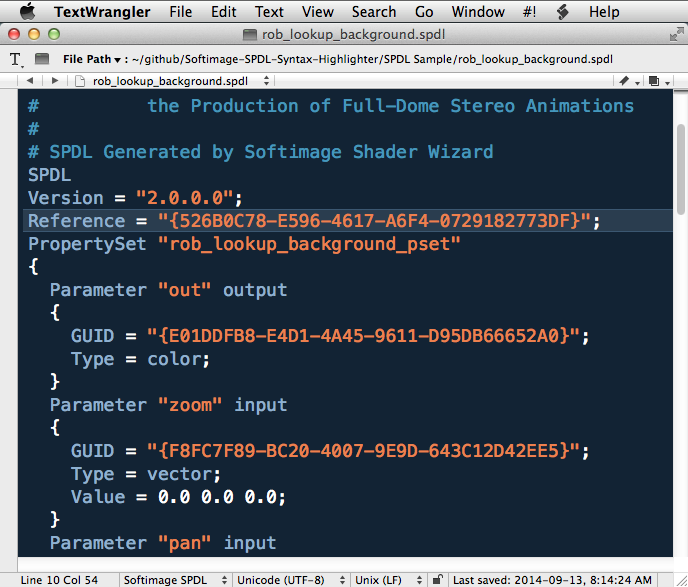 TextWrangler File Edit Text View Search Go Window #! Help
rob_lookup_background.spdl
File Path ▾ : ~/github/Softimage-SPDL-Syntax-Highlighter/SPDL Sample/rob_lookup_background.spdl
rob_lookup_background.spdl
# the Production of Full-Dome Stereo Animations
#
# SPDL Generated by Softimage Shader Wizard
SPDL
Version = "2.0.0.0";
Reference = "{526B0C78-E596-4617-A6F4-0729182773DF}";
PropertySet "rob_lookup_background_pset"
{
Parameter "out" output
{
GUID = "{E01DDFB8-E4D1-4A45-9611-D95DB66652A0}";
Type = color;
}
Parameter "zoom" input
{
GUID = "{F8FC7F89-BC20-4007-9E9D-643C12D42EE5}";
Type = vector;
Value = 0.0 0.0 0.0;
}
Parameter "pan" input
Line 10 Col 54 Softimage SPDL Unicode (UTF-8) Unix (LF) Last saved: 2014-09-13, 8:14:24 AM